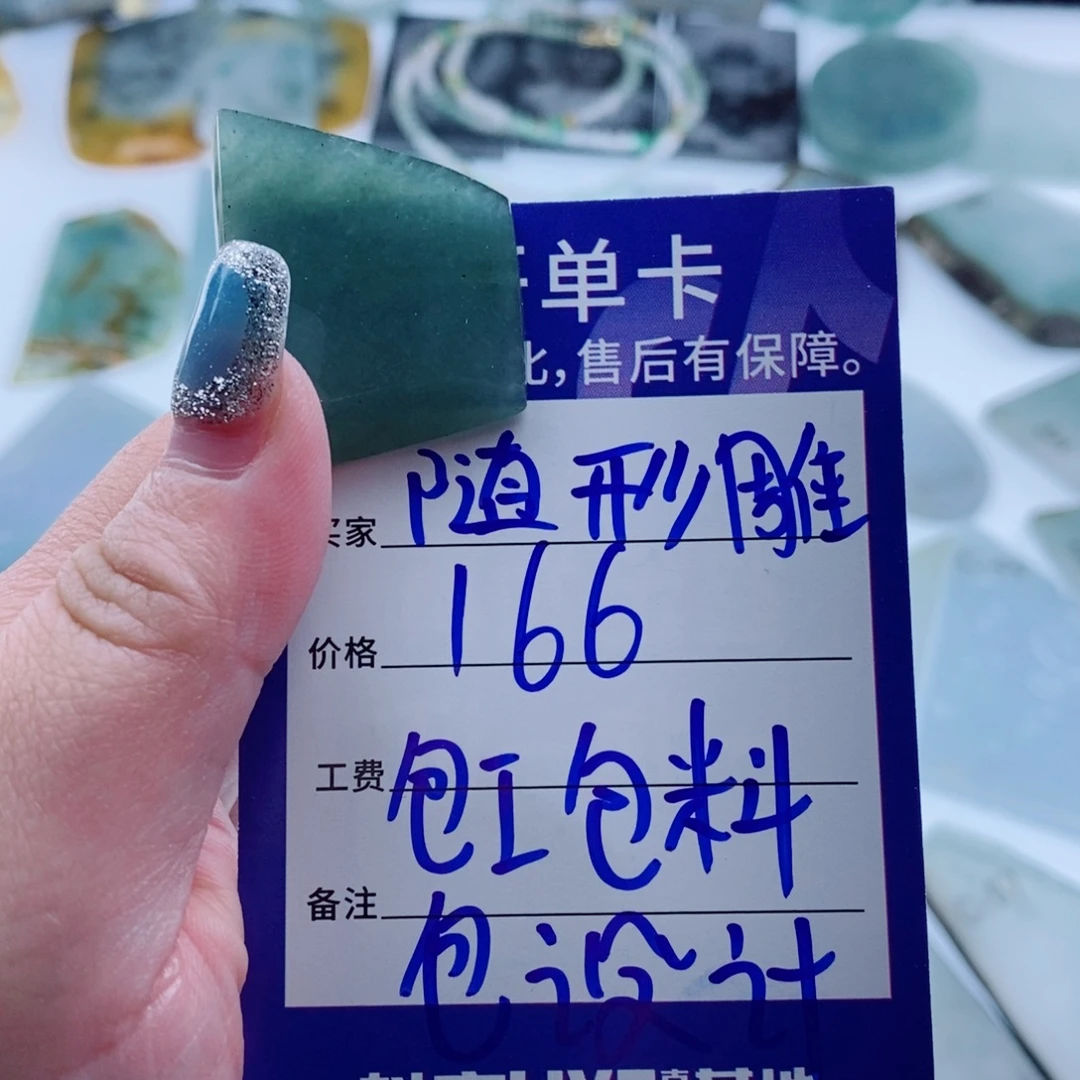 单卡
售后有保障。
买家 随形雕
价格 166
工费 包工包料
备注 包设计